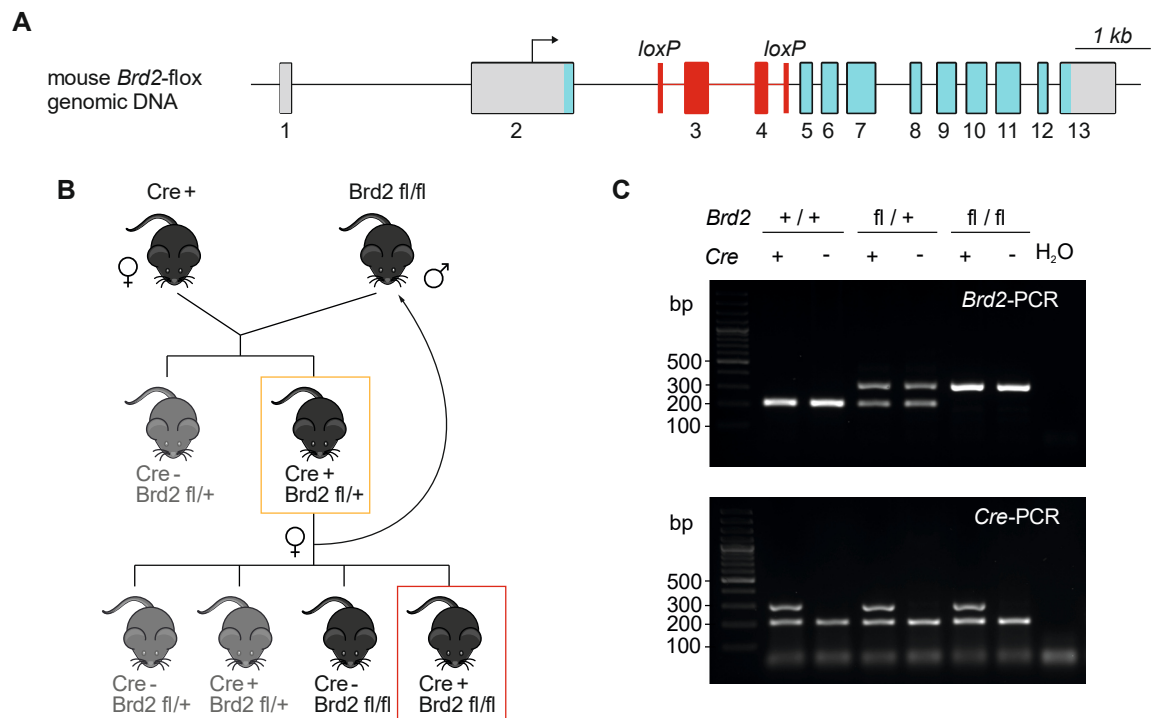 A
loxP loxP 1 kb
mouse Brd2-flox
genomic DNA
1 2 3 4 5 6 7 8 9 10 11 12 13
B
Cre + Brd2 fl/fl
♀ ♂
Cre - Cre +
Brd2 fl/+ Brd2 fl/+
♀
Cre - Cre + Cre - Cre +
Brd2 fl/+ Brd2 fl/+ Brd2 fl/fl Brd2 fl/fl
C
Brd2 + / + fl / + fl / fl
Cre + - + - + - H₂O
bp Brd2-PCR
500
300
200
100
bp Cre-PCR
500
300
200
100